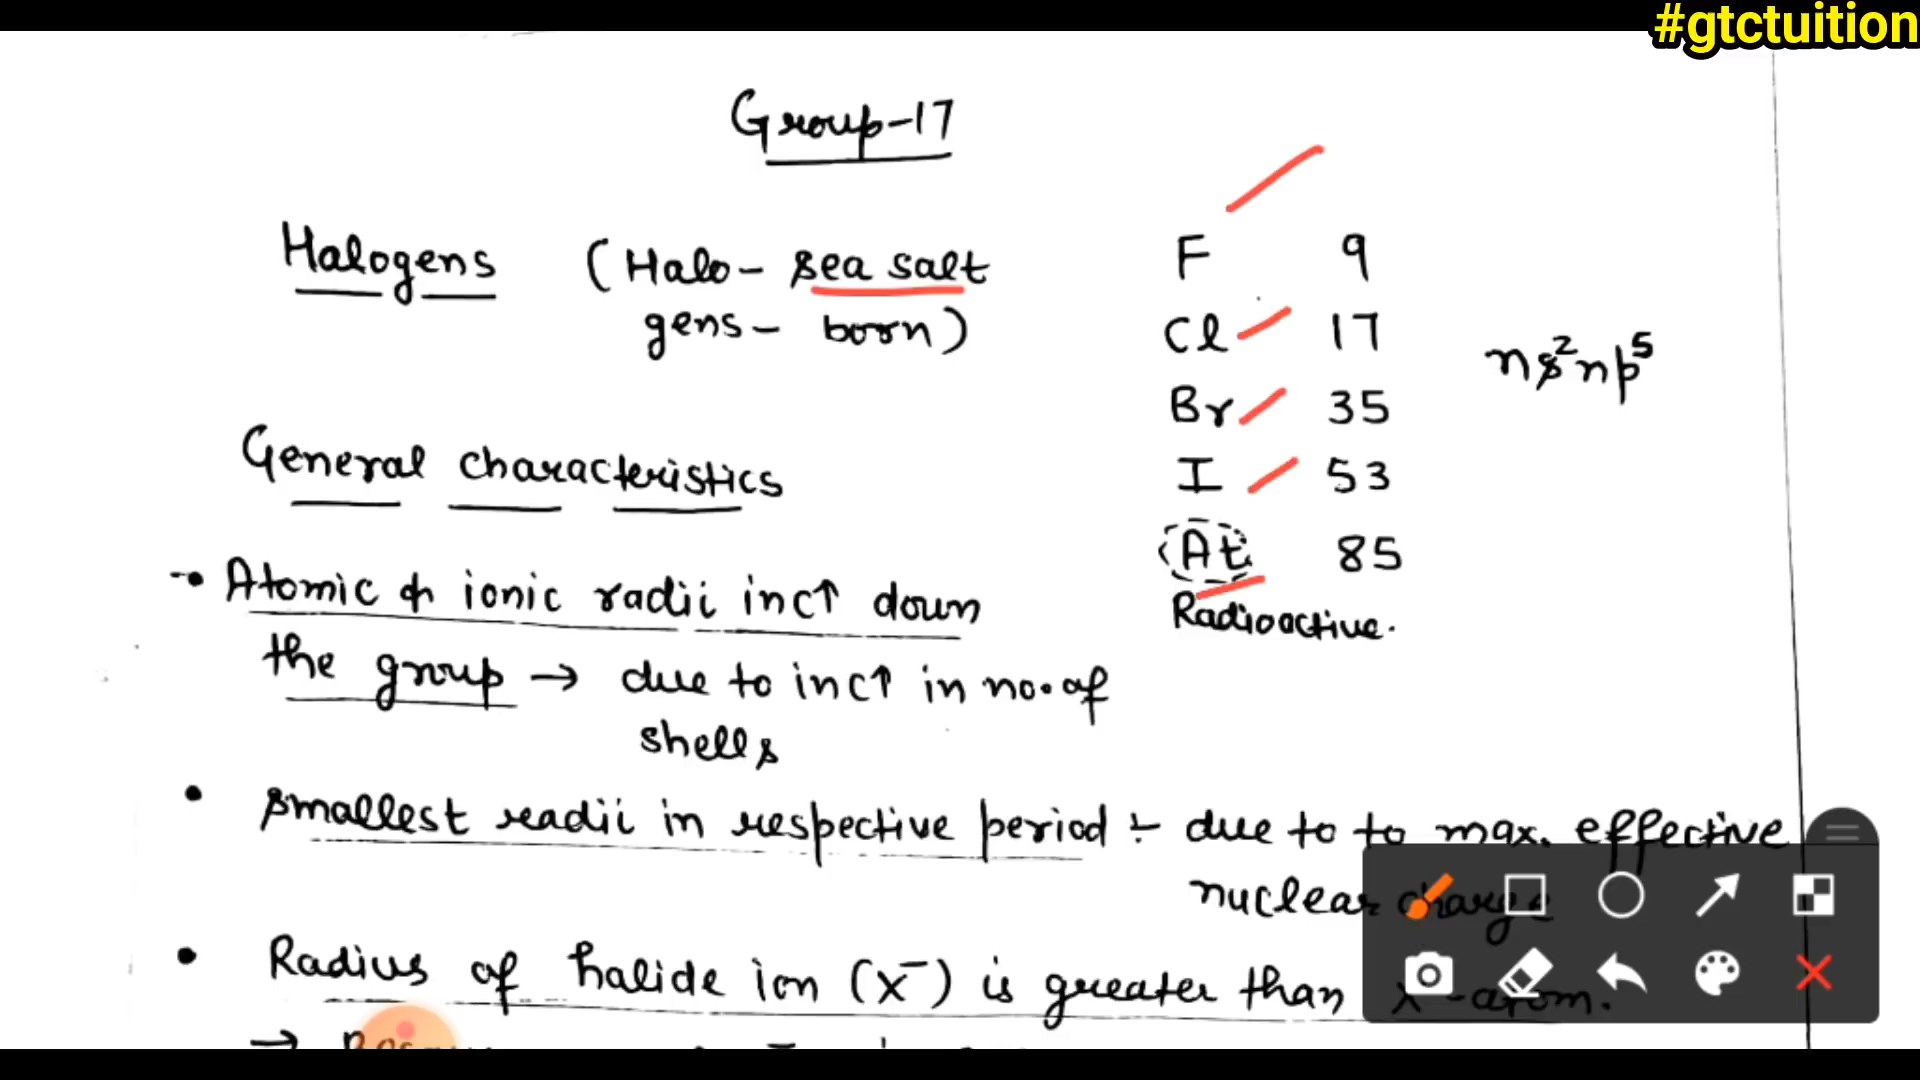 #gtctuition
Group-17
Halogens (Halo - sea salt
gens - born)
F 9
Cl 17
Br 35
I 53
At 85
Radioactive.
ns²np⁵
General characteristics
• Atomic & ionic radii inc↑ down
the group → due to inc↑ in no. of
shells
• smallest radii in respective period :- due to to max. effective
nuclear charge
• Radius of halide ion (X⁻) is greater than X-atom.
→